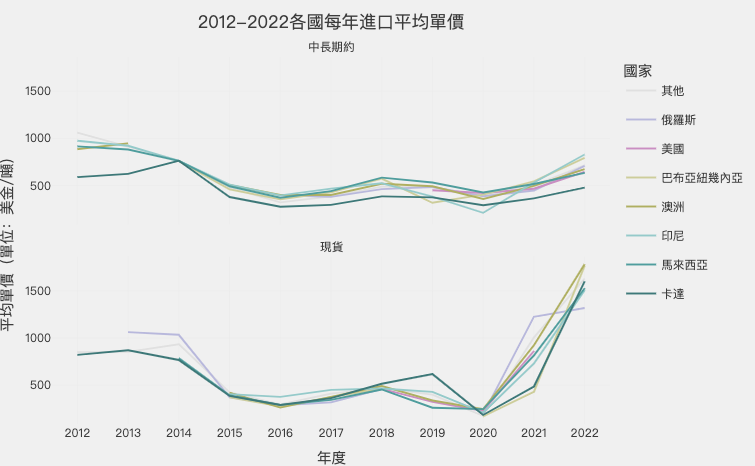 2012–2022各國每年進口平均單價
中長期約
1500
1000
500
現貨
1500
1000
500
2012 2013 2014 2015 2016 2017 2018 2019 2020 2021 2022
年度
平均單價（單位：美金/噸）
國家
其他
俄羅斯
美國
巴布亞紐幾內亞
澳洲
印尼
馬來西亞
卡達